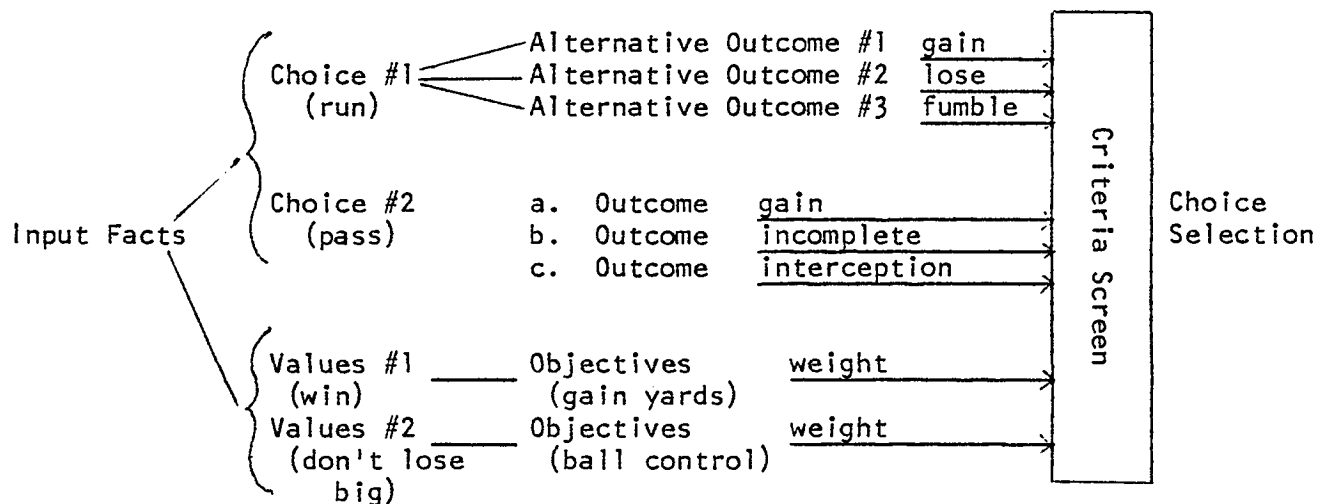 Alternative Outcome #1 gain
Choice #1 Alternative Outcome #2 lose
(run) Alternative Outcome #3 fumble
Choice #2 a. Outcome gain
Input Facts (pass) b. Outcome incomplete
c. Outcome interception
Values #1 Objectives weight
(win) (gain yards)
Values #2 Objectives weight
(don't lose (ball control)
big)
Criteria Screen
Choice
Selection